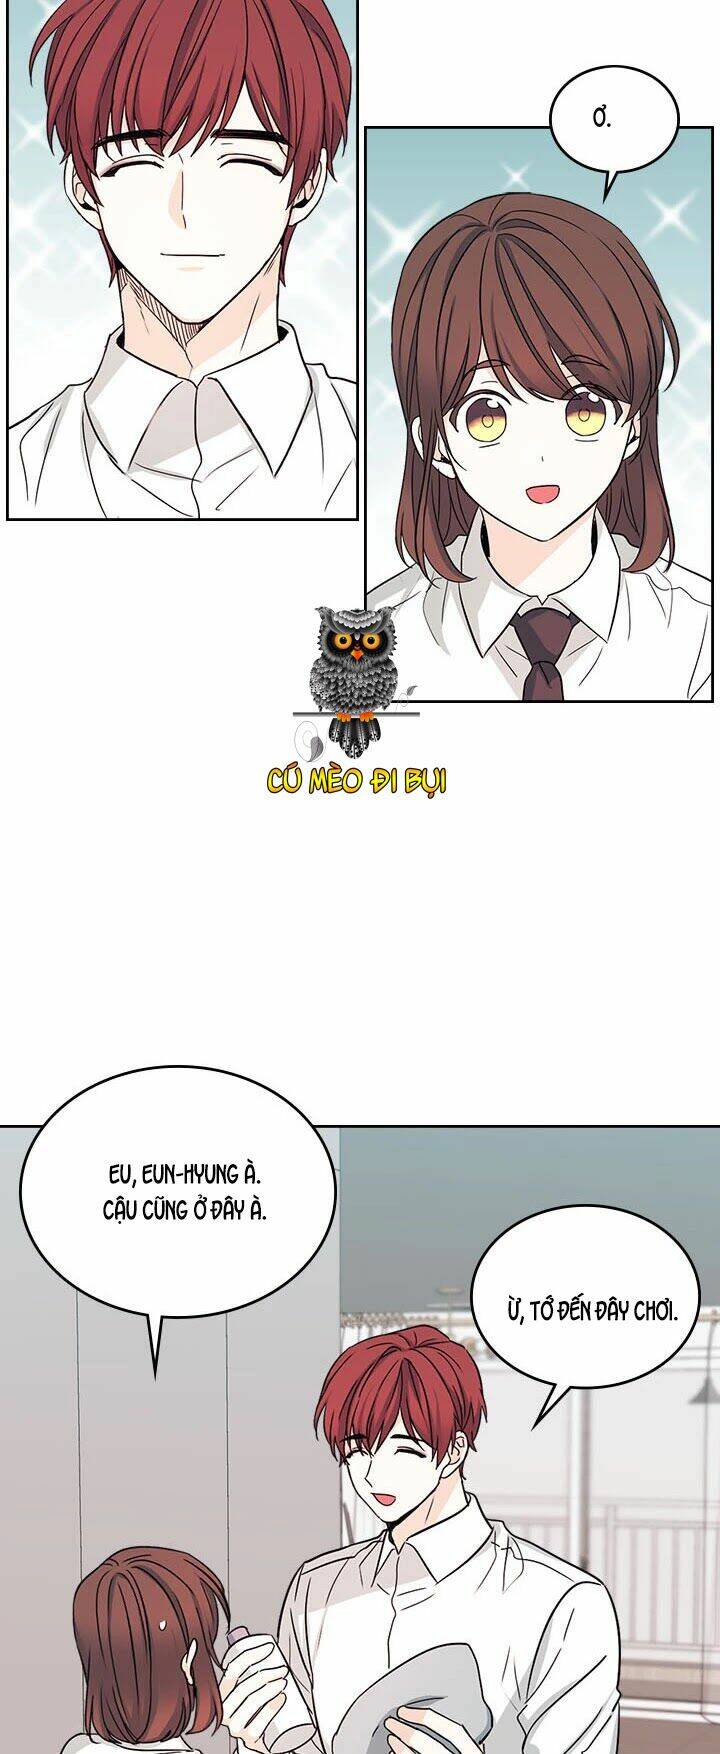 Ơ.
CÚ MÈO ĐI BỤI
EU, EUN-HYUNG À.
CẬU CŨNG Ở ĐÂY À.
Ừ, TỚ ĐẾN ĐÂY CHƠI.